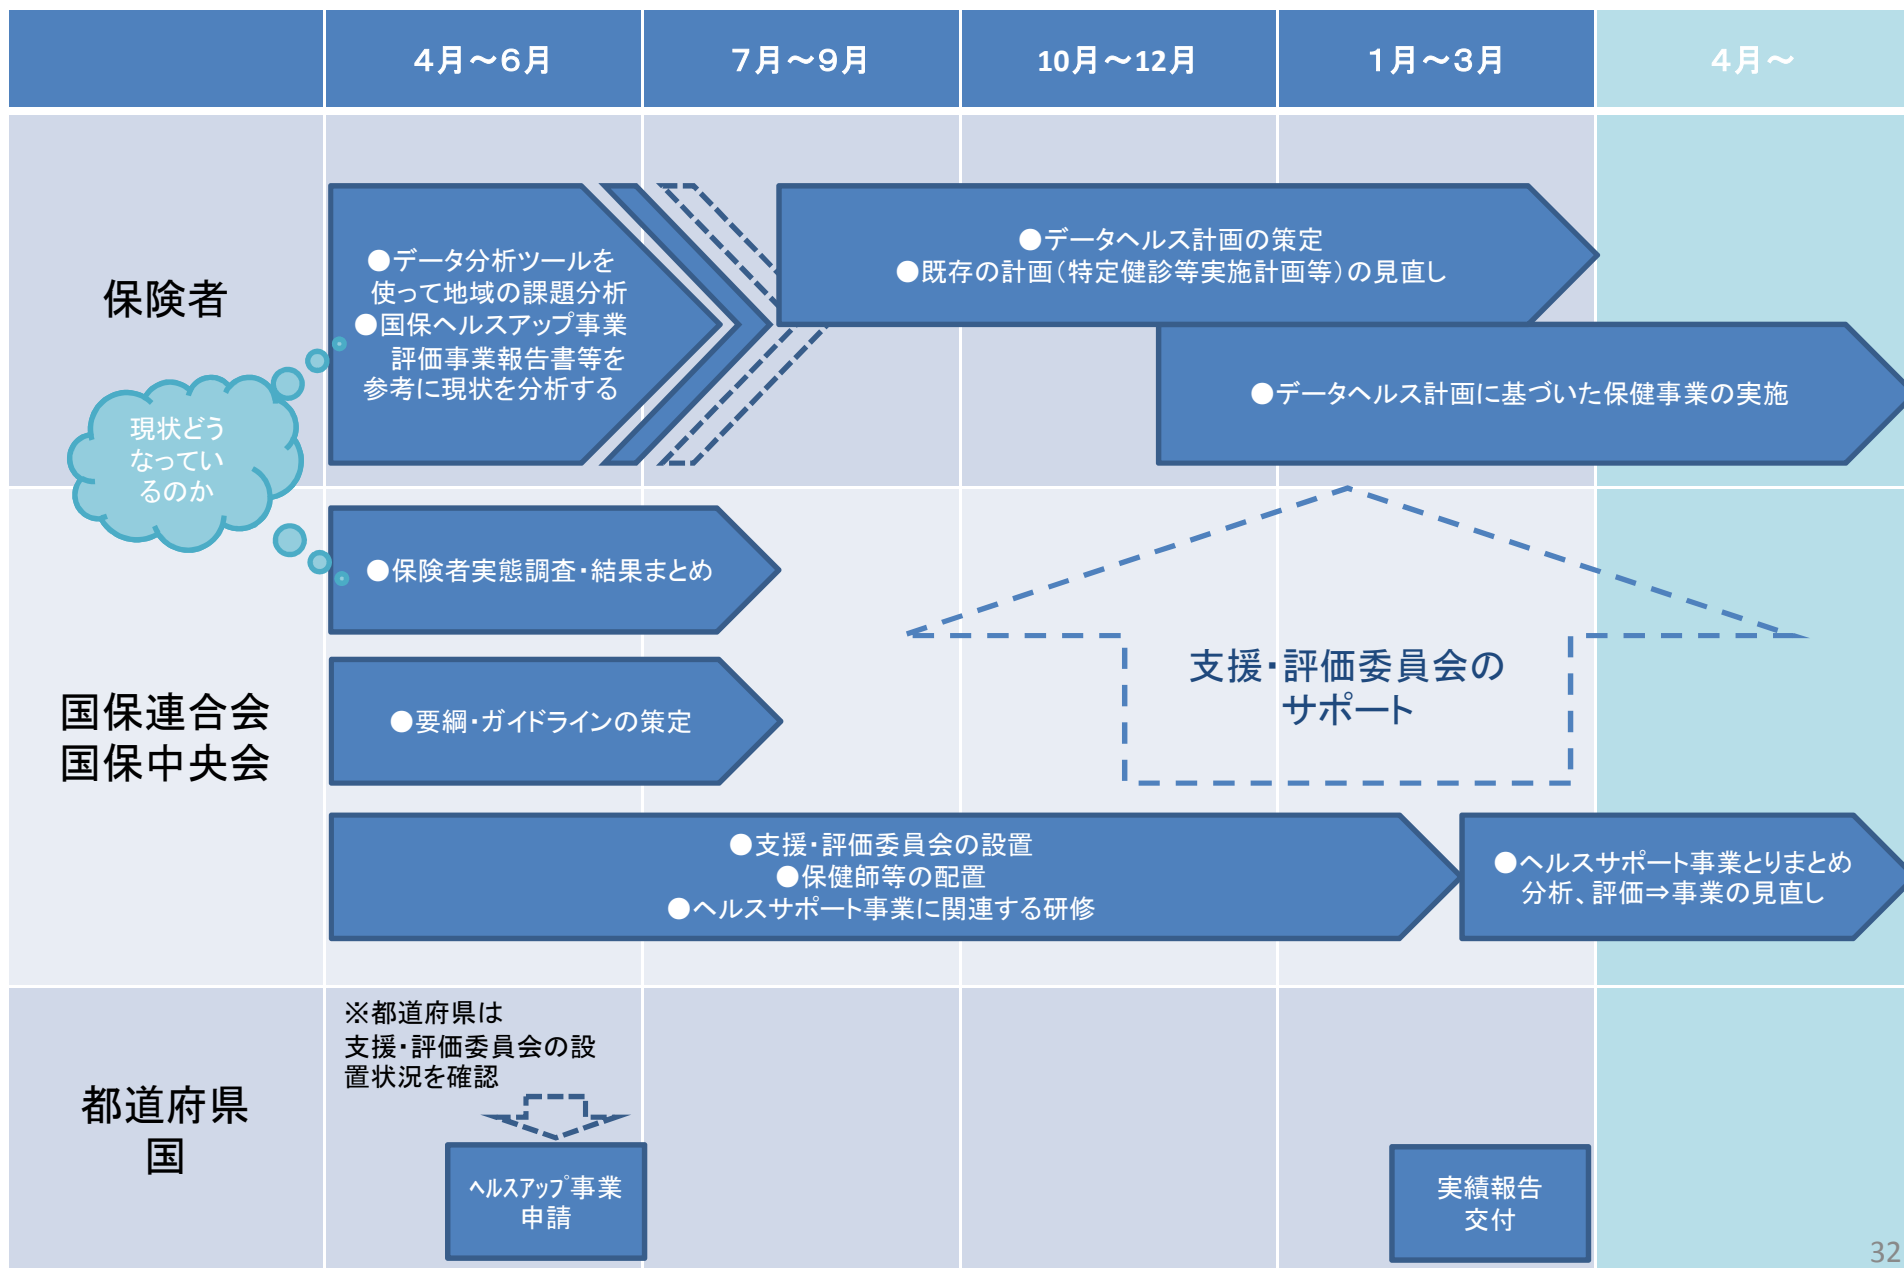 ４月～６月
７月～９月
10月～12月
１月～３月
４月～
保険者
●データ分析ツールを
使って地域の課題分析
●国保ヘルスアップ事業
評価事業報告書等を
参考に現状を分析する
●データヘルス計画の策定
●既存の計画（特定健診等実施計画等）の見直し
●データヘルス計画に基づいた保健事業の実施
現状どう
なってい
るのか
国保連合会
国保中央会
●保険者実態調査・結果まとめ
●要綱・ガイドラインの策定
支援・評価委員会の
サポート
●支援・評価委員会の設置
●保健師等の配置
●ヘルスサポート事業に関連する研修
●ヘルスサポート事業とりまとめ
分析、評価⇒事業の見直し
都道府県
国
※都道府県は
支援・評価委員会の設
置状況を確認
ﾍﾙｽｱｯﾌﾟ事業
申請
実績報告
交付
32